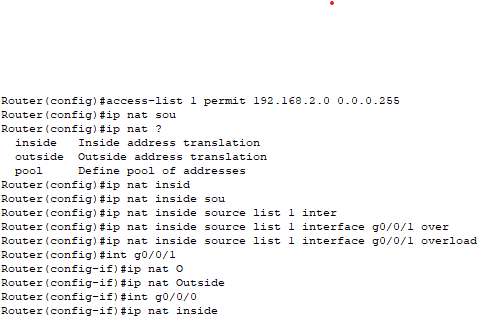 Router(config)#access-list 1 permit 192.168.2.0 0.0.0.255
Router(config)#ip nat sou
Router(config)#ip nat ?
  inside   Inside address translation
  outside  Outside address translation
  pool     Define pool of addresses
Router(config)#ip nat insid
Router(config)#ip nat inside sou
Router(config)#ip nat inside source list 1 inter
Router(config)#ip nat inside source list 1 interface g0/0/1 over
Router(config)#ip nat inside source list 1 interface g0/0/1 overload
Router(config)#int g0/0/1
Router(config-if)#ip nat O
Router(config-if)#ip nat Outside
Router(config-if)#int g0/0/0
Router(config-if)#ip nat inside